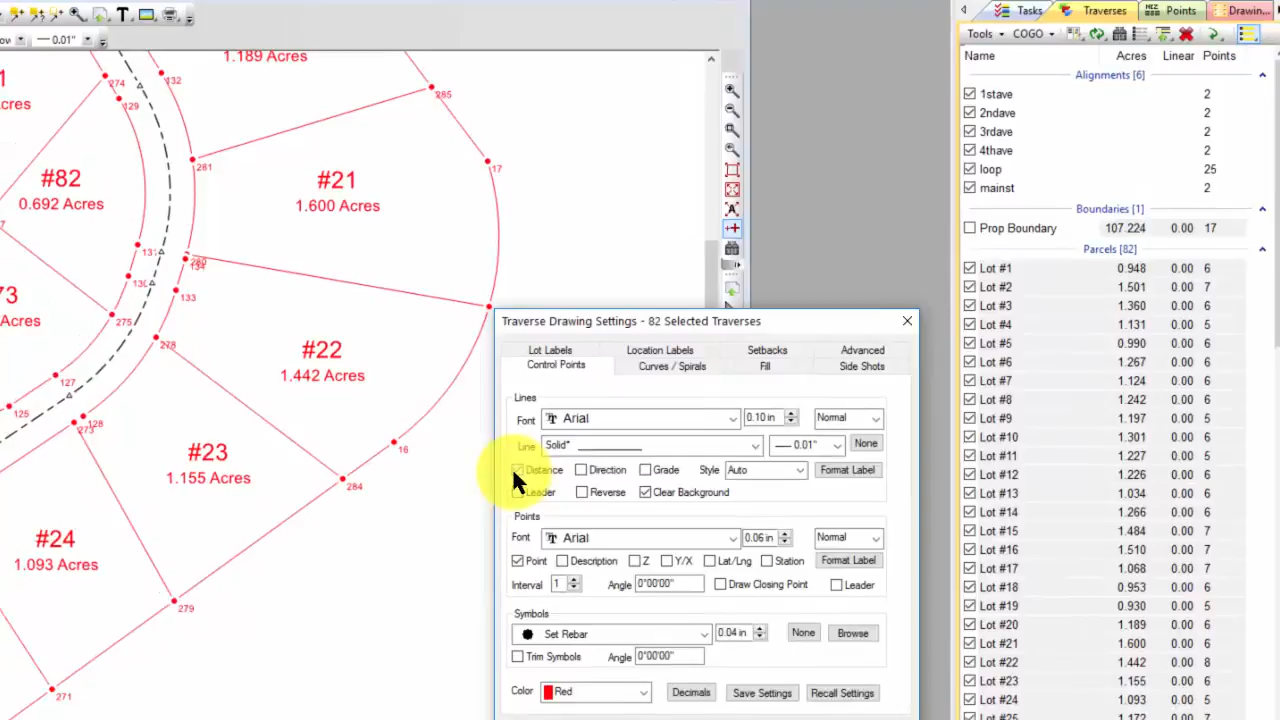 Tasks
Traverses
Points
Drawin...
Tools
COGO
0.01"
Name
Acres
Linear
Points
Alignments [6]
1stave 2
2ndave 2
3rdave 2
4thave 2
loop 25
mainst 2
Boundaries [1]
Prop Boundary 107.224 0.00 17
Parcels [82]
Lot #1 0.948 0.00 6
Lot #2 1.501 0.00 7
Lot #3 1.360 0.00 6
Lot #4 1.131 0.00 5
Lot #5 0.990 0.00 6
Lot #6 1.267 0.00 6
Lot #7 1.124 0.00 6
Lot #8 1.242 0.00 6
Lot #9 1.197 0.00 6
Lot #10 1.301 0.00 6
Lot #11 1.227 0.00 6
Lot #12 1.226 0.00 6
Lot #13 1.034 0.00 6
Lot #14 1.266 0.00 6
Lot #15 1.484 0.00 7
Lot #16 1.510 0.00 7
Lot #17 1.068 0.00 7
Lot #18 0.953 0.00 6
Lot #19 0.930 0.00 5
Lot #20 1.189 0.00 6
Lot #21 1.600 0.00 6
Lot #22 1.442 0.00 8
Lot #23 1.155 0.00 6
Lot #24 1.093 0.00 5
Lot #25 1.172 0.00 7
1.189 Acres
274
132
129
285
#82
0.692 Acres
281
17
#21
1.600 Acres
134
133
275
278
#22
1.442 Acres
127
125
128
273
#23
1.155 Acres
16
284
#24
1.093 Acres
279
271
Traverse Drawing Settings - 82 Selected Traverses
Lot Labels
Location Labels
Setbacks
Advanced
Control Points
Curves / Spirals
Fill
Side Shots
Lines
Font Arial 0.10 in Normal
Line Solid* 0.01" None
Distance Direction Grade Style Auto Format Label
Leader Reverse Clear Background
Points
Font Arial 0.06 in Normal
Point Description Z Y/X Lat/Lng Station Format Label
Interval 1 Angle 0°00'00" Draw Closing Point Leader
Symbols
Set Rebar 0.04 in None Browse
Trim Symbols Angle 0°00'00"
Color Red Decimals Save Settings Recall Settings